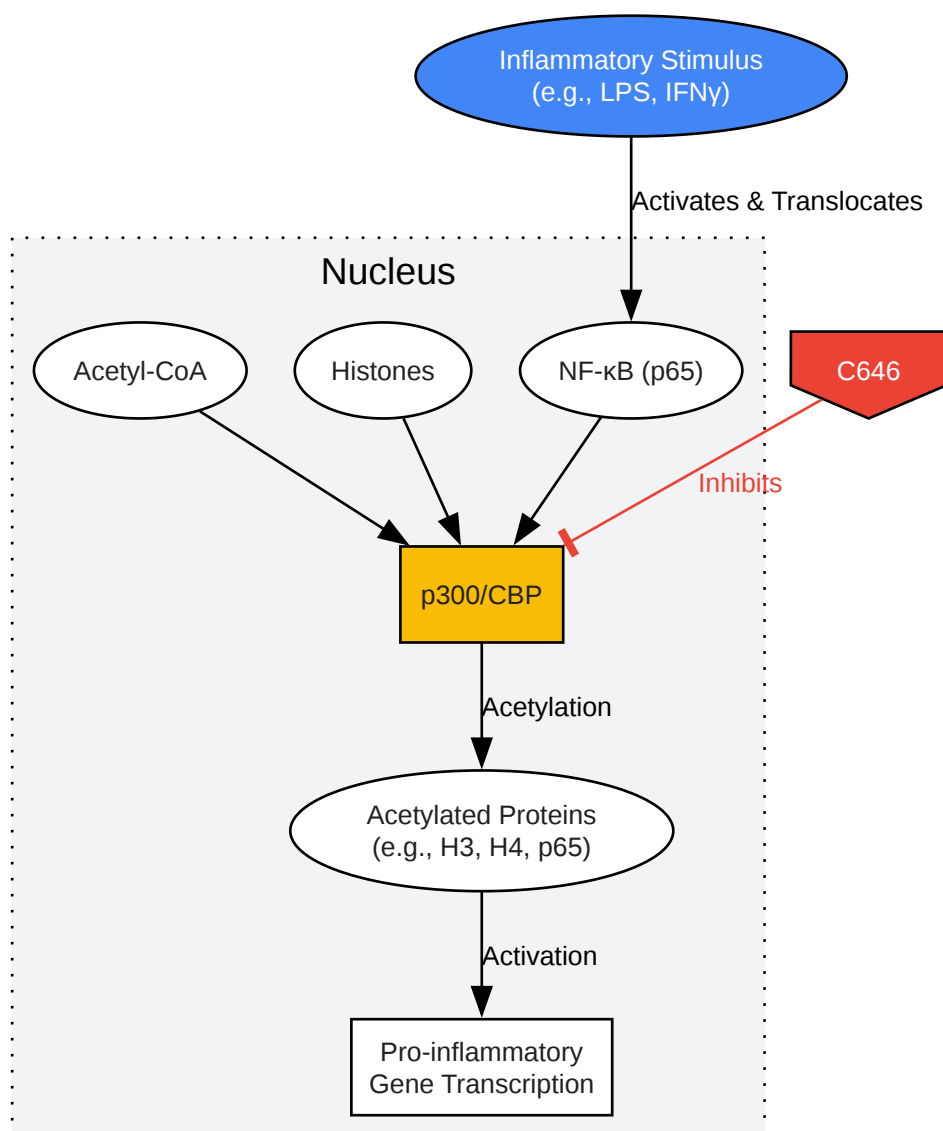 Inflammatory Stimulus
(e.g., LPS, IFNγ)
Activates & Translocates
Nucleus
Acetyl-CoA
Histones
NF-κB (p65)
C646
Inhibits
p300/CBP
Acetylation
Acetylated Proteins
(e.g., H3, H4, p65)
Activation
Pro-inflammatory
Gene Transcription